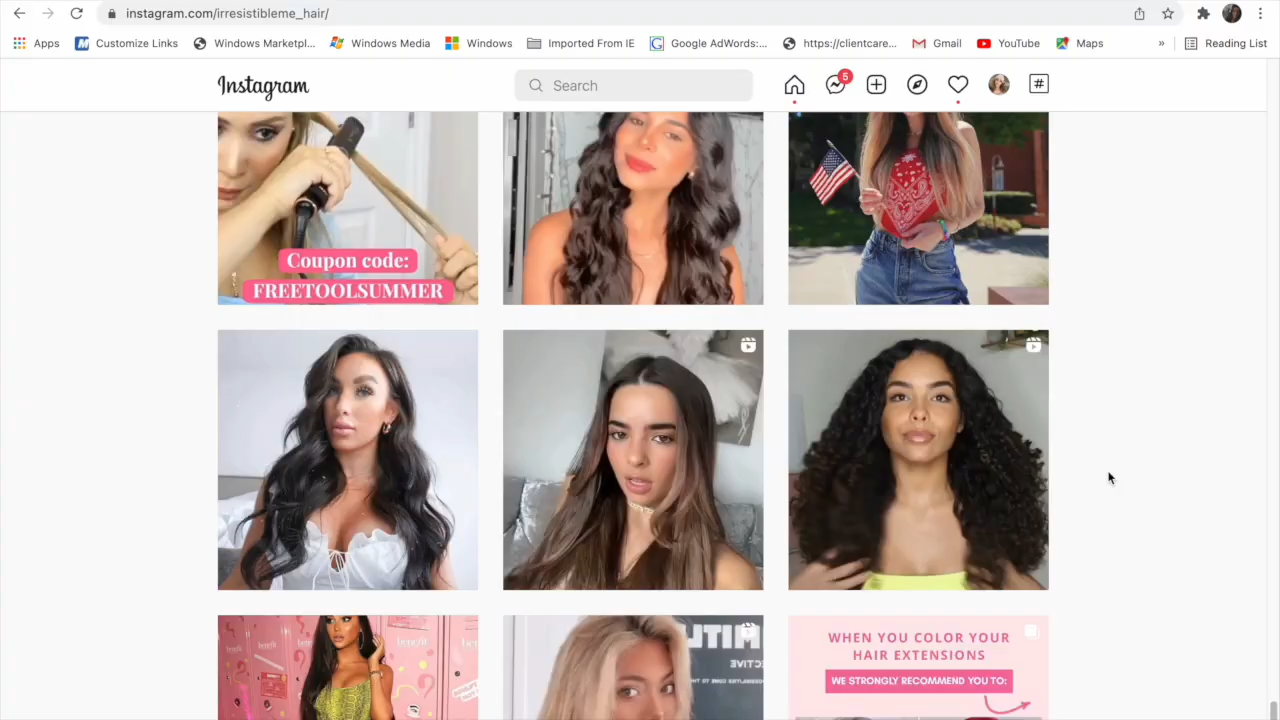 instagram.com/irresistibleme_hair/
Apps
Customize Links
Windows Marketpl...
Windows Media
Windows
Imported From IE
Google AdWords:...
https://clientcare...
Gmail
YouTube
Maps
»
Reading List
Instagram
Search
5
#
Coupon code:
FREETOOLSUMMER
benefit
benefit
WHEN YOU COLOR YOUR
HAIR EXTENSIONS
WE STRONGLY RECOMMEND YOU TO: